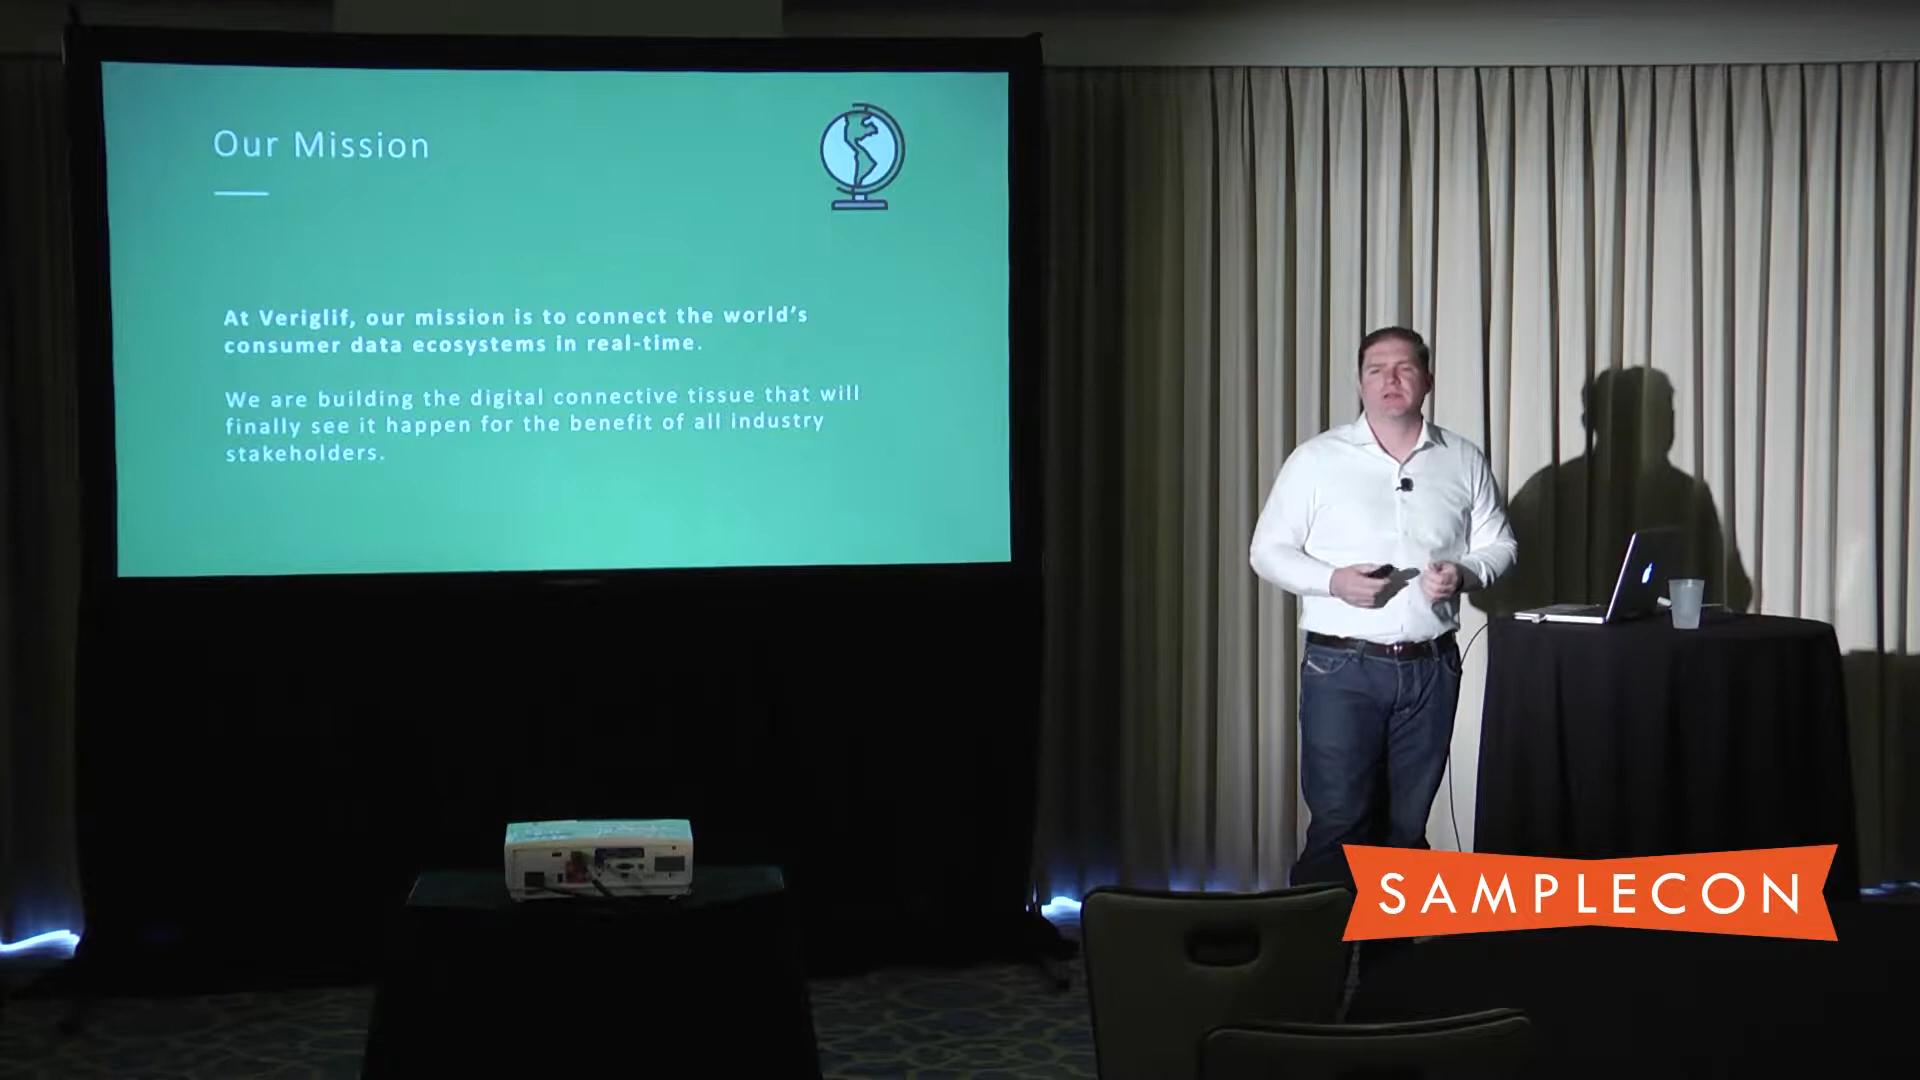 Our Mission
At Veriglif, our mission is to connect the world's
consumer data ecosystems in real-time.
We are building the digital connective tissue that will
finally see it happen for the benefit of all industry
stakeholders.
SAMPLECON